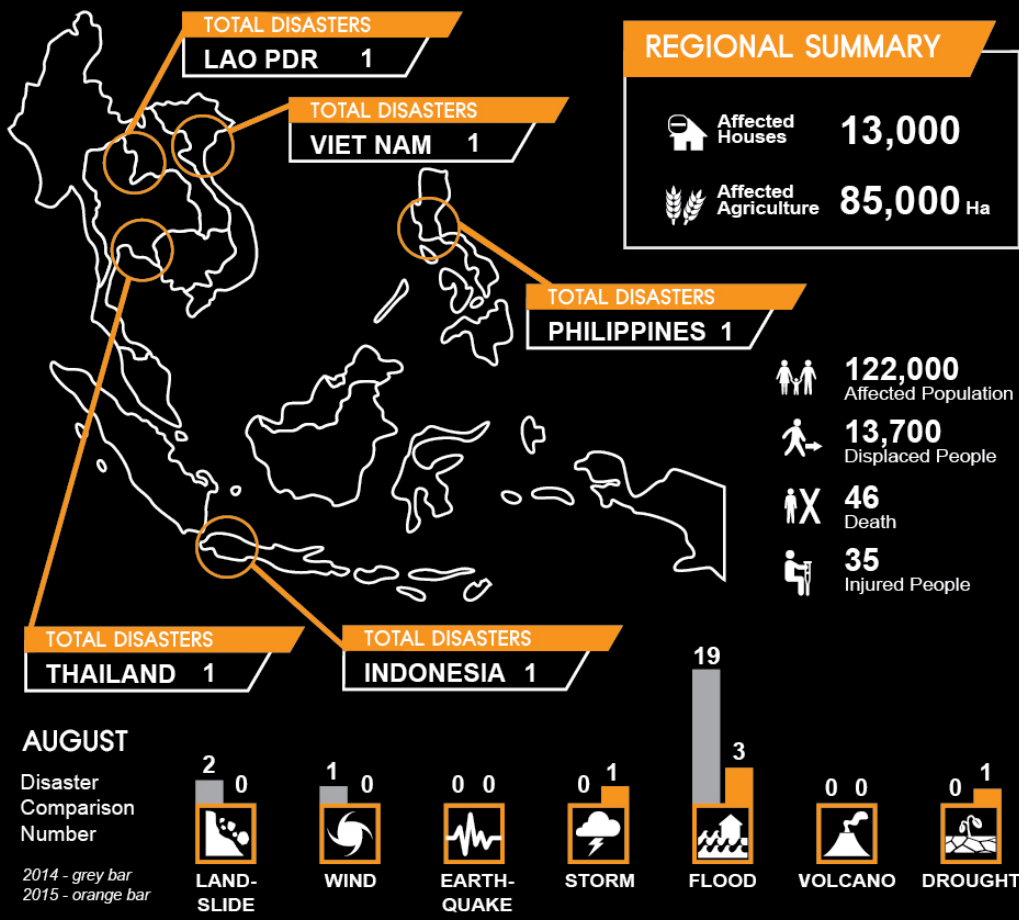 TOTAL DISASTERS
LAO PDR 1
TOTAL DISASTERS
VIET NAM 1
REGIONAL SUMMARY
Affected
Houses
13,000
Affected
Agriculture
85,000 Ha
TOTAL DISASTERS
PHILIPPINES 1
122,000
Affected Population
13,700
Displaced People
46
Death
35
Injured People
TOTAL DISASTERS
THAILAND 1
TOTAL DISASTERS
INDONESIA 1
AUGUST
Disaster
Comparison
Number
2014 - grey bar
2015 - orange bar
2 0
LAND-
SLIDE
1 0
WIND
0 0
EARTH-
QUAKE
0 1
STORM
19 3
FLOOD
0 0
VOLCANO
0 1
DROUGHT